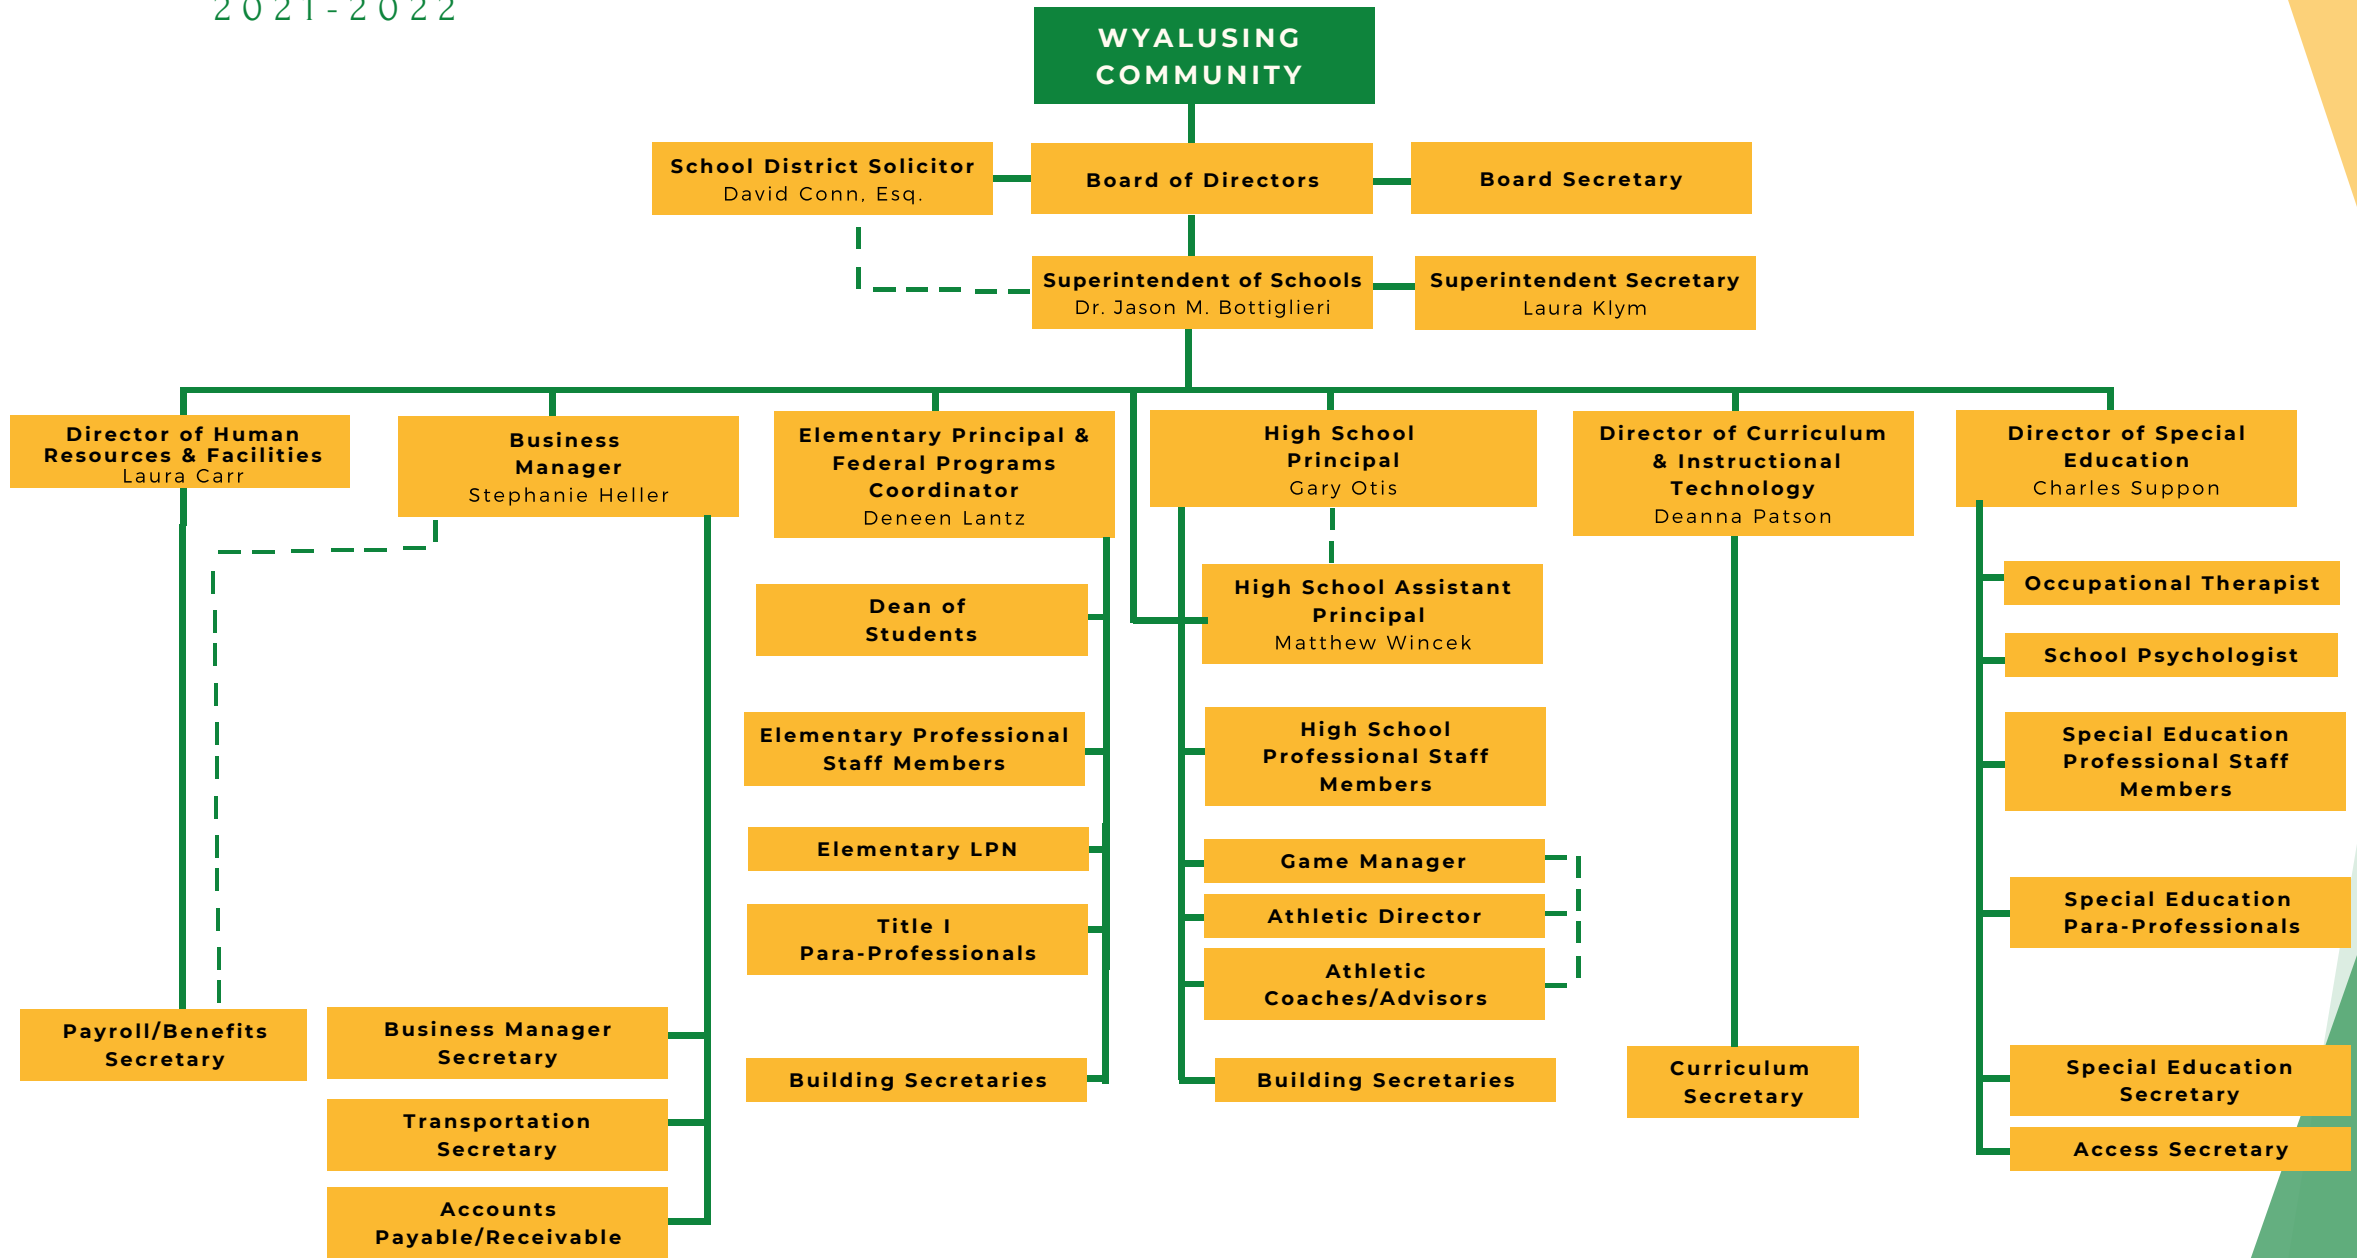 2021-2022
WYALUSING
COMMUNITY
School District Solicitor
David Conn, Esq.
Board of Directors
Board Secretary
Superintendent of Schools
Dr. Jason M. Bottiglieri
Superintendent Secretary
Laura Klym
Director of Human
Resources & Facilities
Laura Carr
Business
Manager
Stephanie Heller
Elementary Principal &
Federal Programs
Coordinator
Deneen Lantz
High School
Principal
Gary Otis
Director of Curriculum
& Instructional
Technology
Deanna Patson
Director of Special
Education
Charles Suppon
Dean of
Students
High School Assistant
Principal
Matthew Wincek
Occupational Therapist
School Psychologist
Elementary Professional
Staff Members
High School
Professional Staff
Members
Special Education
Professional Staff
Members
Elementary LPN
Game Manager
Title I
Para-Professionals
Athletic Director
Special Education
Para-Professionals
Athletic
Coaches/Advisors
Payroll/Benefits
Secretary
Business Manager
Secretary
Building Secretaries
Building Secretaries
Curriculum
Secretary
Special Education
Secretary
Transportation
Secretary
Access Secretary
Accounts
Payable/Receivable